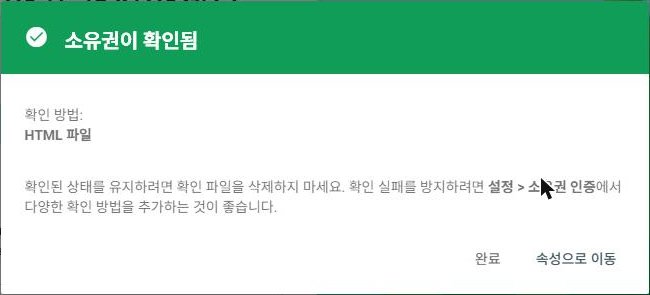 소유권이 확인됨
확인 방법:
HTML 파일
확인된 상태를 유지하려면 확인 파일을 삭제하지 마세요. 확인 실패를 방지하려면 설정 > 소유권 인증에서
다양한 확인 방법을 추가하는 것이 좋습니다.
완료 속성으로 이동